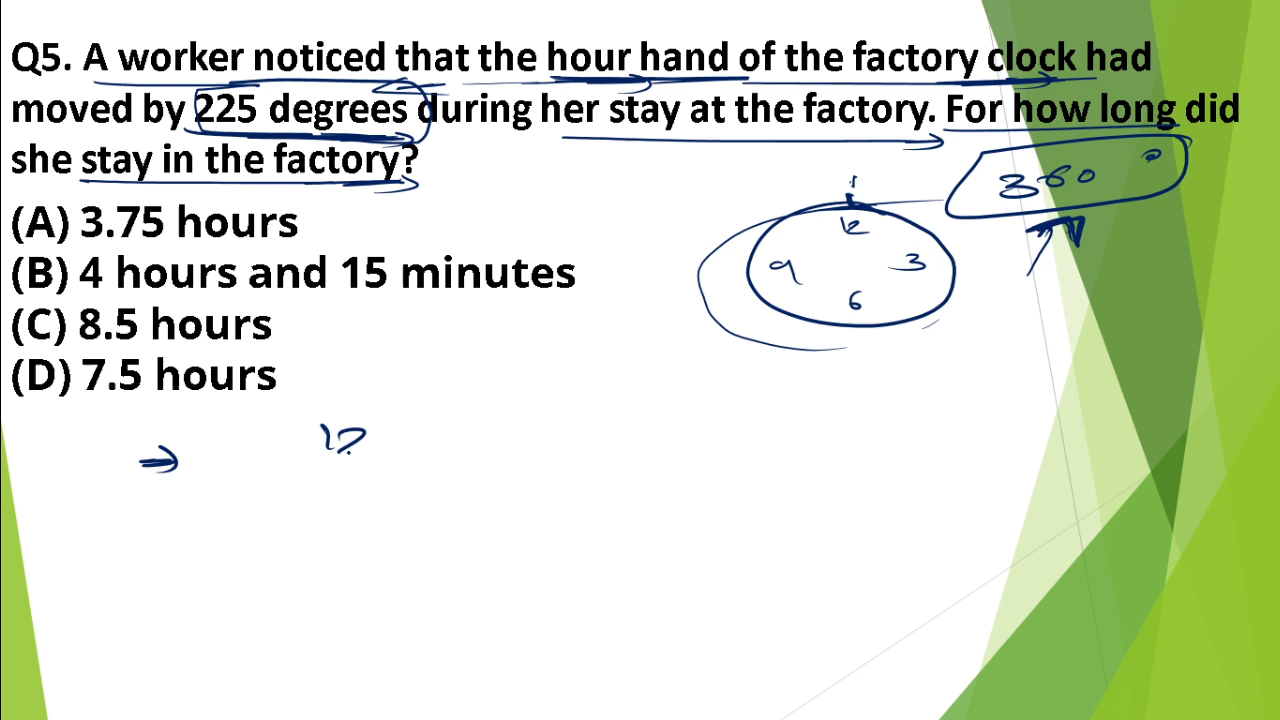 Q5. A worker noticed that the hour hand of the factory clock had
moved by 225 degrees during her stay at the factory. For how long did
she stay in the factory?
360°
(A) 3.75 hours
12
9 3
6
(B) 4 hours and 15 minutes
(C) 8.5 hours
(D) 7.5 hours
→ 12